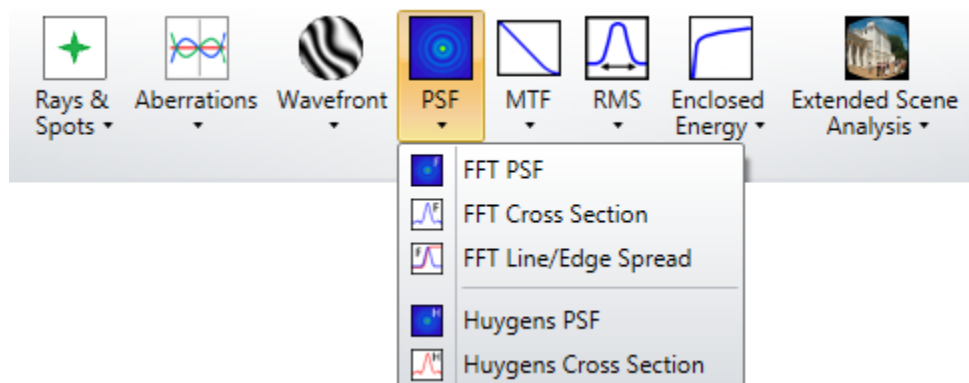 Rays &
Spots
Aberrations
Wavefront
PSF
MTF
RMS
Enclosed
Energy
Extended Scene
Analysis
F
FFT PSF
F
FFT Cross Section
F
FFT Line/Edge Spread
H
Huygens PSF
H
Huygens Cross Section